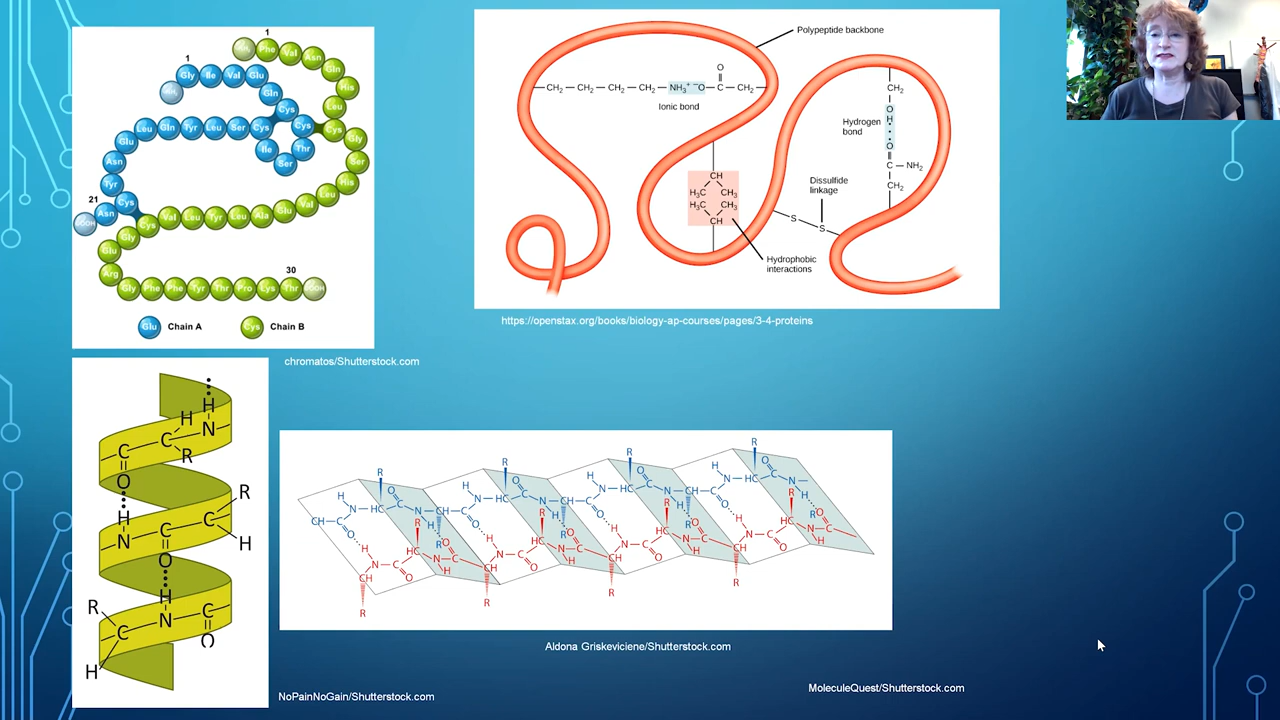 1
NH₂ Phe Val Asn Gln His Leu Cys Gly Ser His Leu Val Glu Ala Leu Tyr Leu Val Cys Gly Glu Arg Gly Phe Phe Tyr Thr Pro Lys Thr COOH
30
1
NH₂ Gly Ile Val Glu Gln Cys Cys Thr Ser Ile Cys Ser Leu Tyr Gln Leu Glu Asn Tyr Cys Asn COOH
21
Glu Chain A
Cys Chain B
chromatos/Shutterstock.com
Polypeptide backbone
O
CH₂ — CH₂ — CH₂ — CH₂ — NH₃⁺ ⁻O — C — CH₂
Ionic bond
CH
H₃C CH₃
H₃C CH₃
CH
Hydrophobic
interactions
Disulfide
linkage
S
S
CH₂
O
H
Hydrogen
bond
O
C — NH₂
CH₂
https://openstax.org/books/biology-ap-courses/pages/3-4-proteins
H
H
C C N
R
O
H R
N C C
O H
H
R N C
C O
H
NoPainNoGain/Shutterstock.com
Aldona Griskeviciene/Shutterstock.com
MoleculeQuest/Shutterstock.com